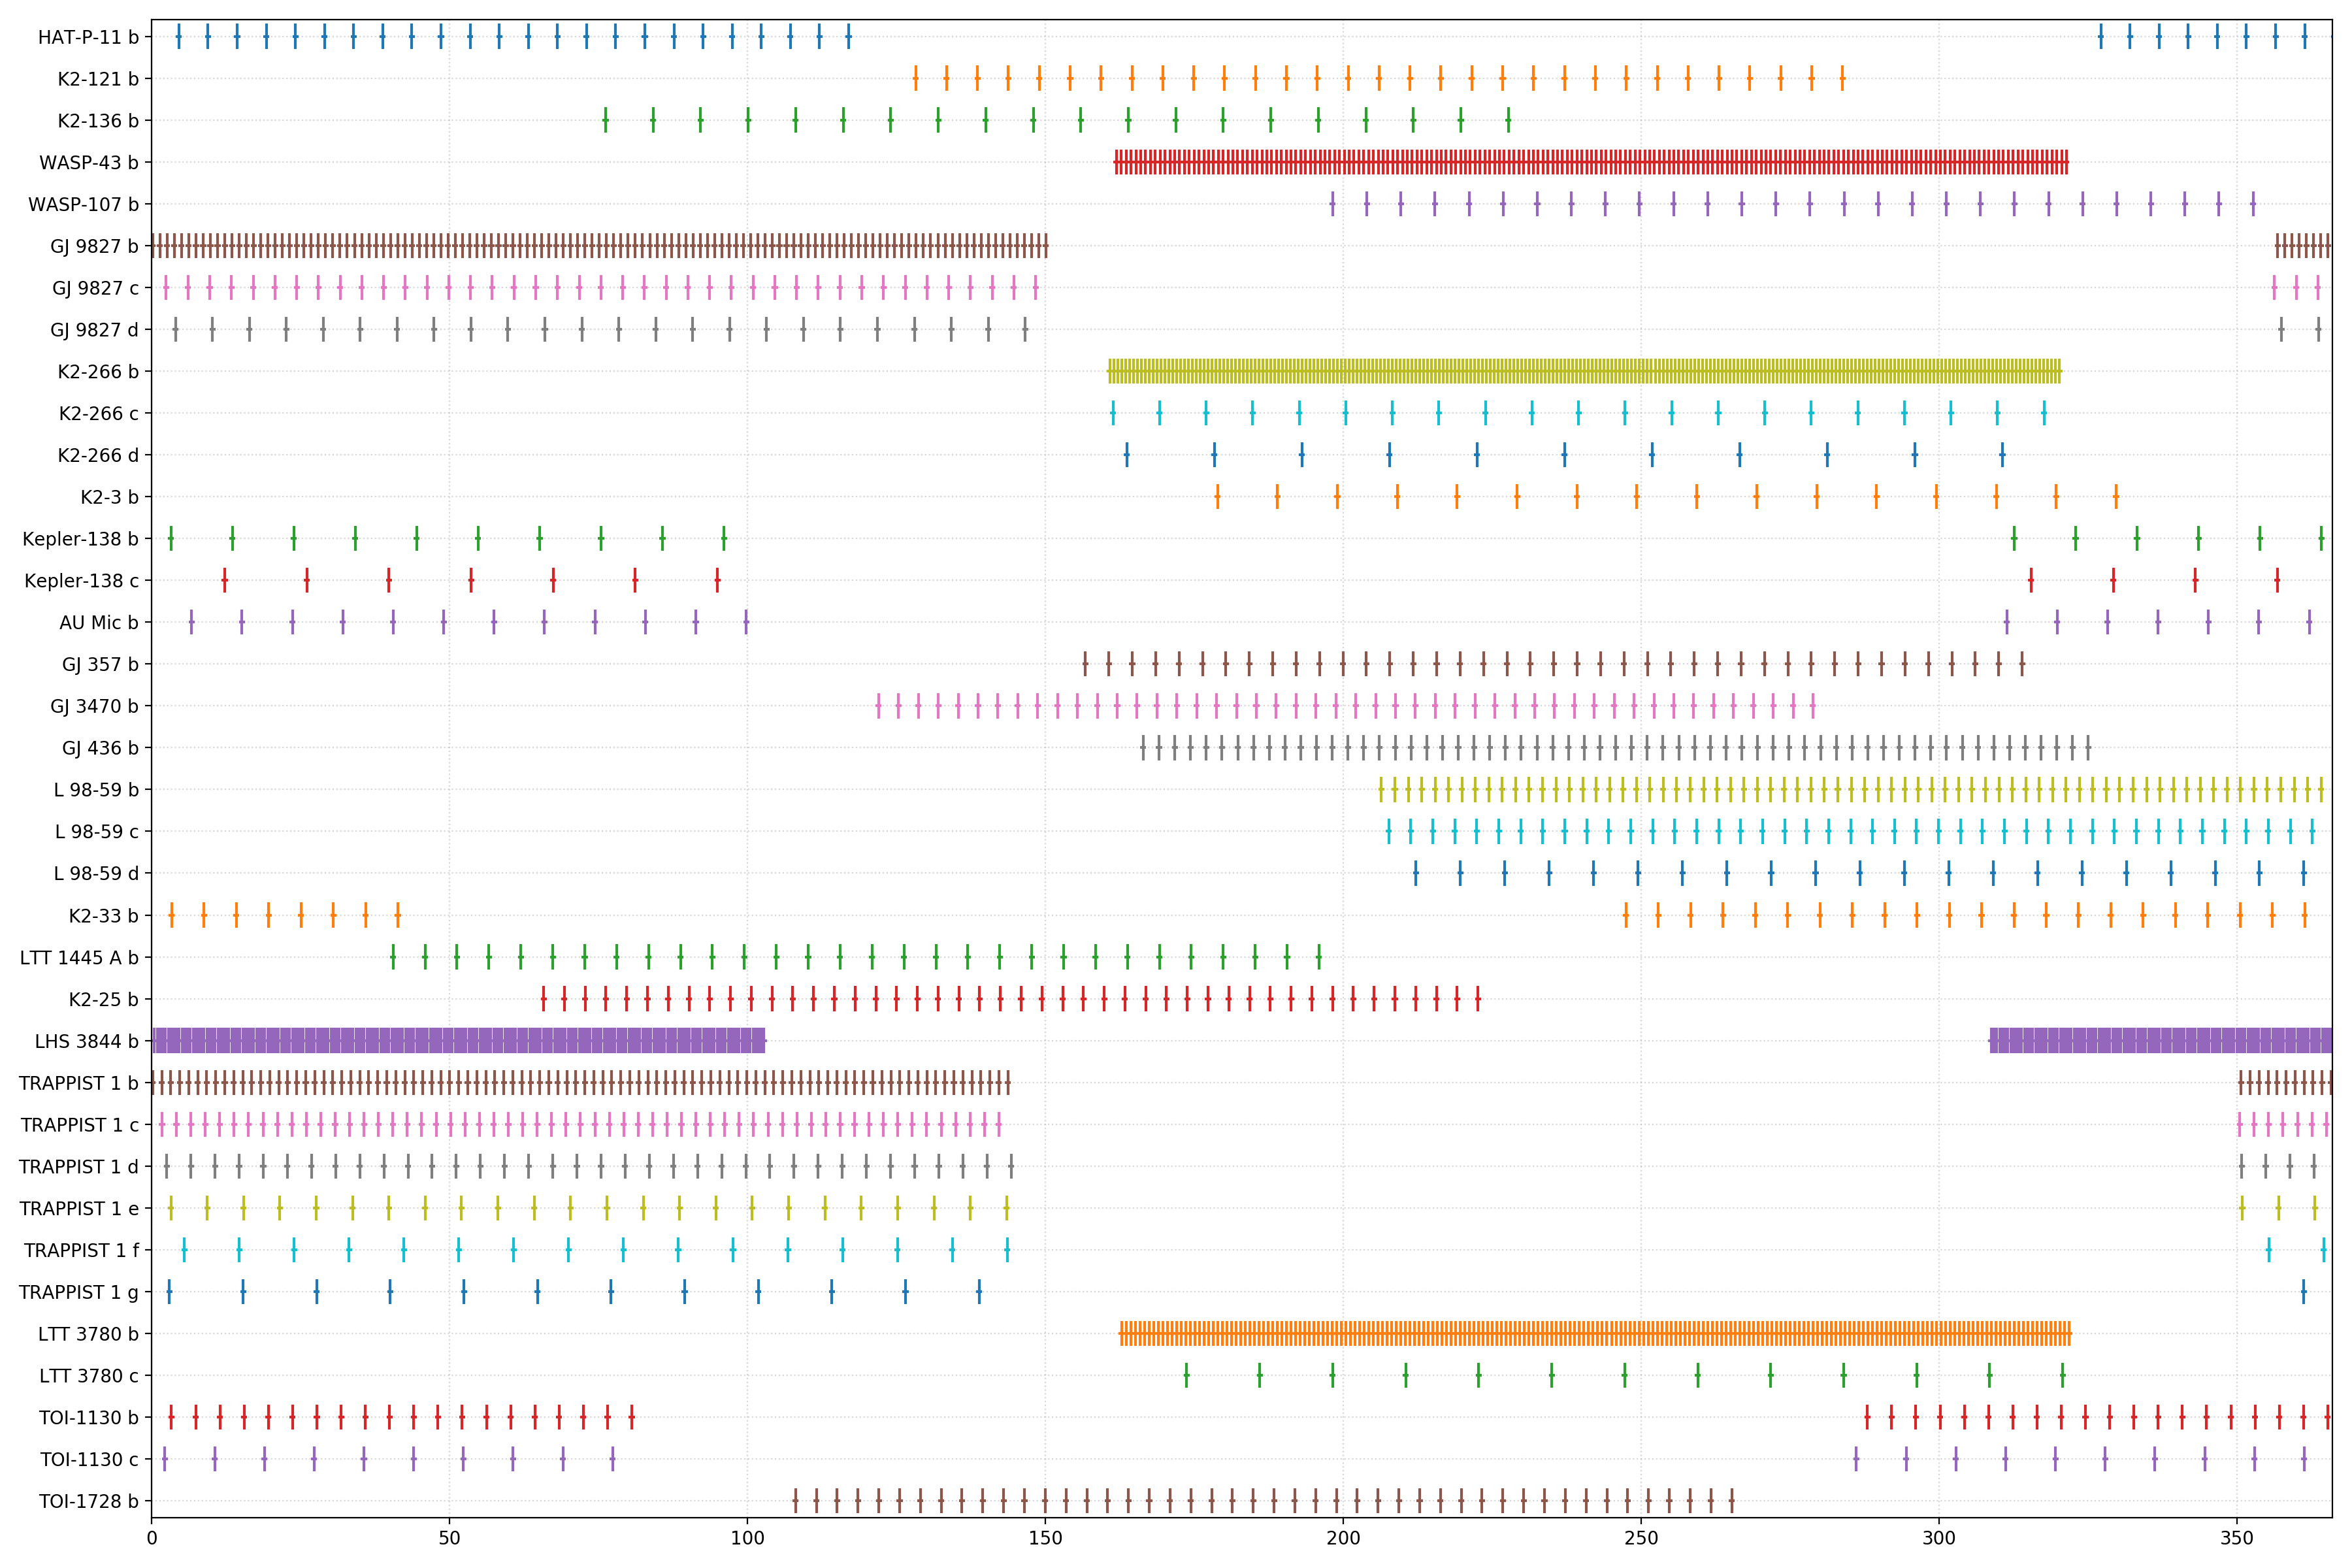 HAT-P-11 b
K2-121 b
K2-136 b
WASP-43 b
WASP-107 b
GJ 9827 b
GJ 9827 c
GJ 9827 d
K2-266 b
K2-266 c
K2-266 d
K2-3 b
Kepler-138 b
Kepler-138 c
AU Mic b
GJ 357 b
GJ 3470 b
GJ 436 b
L 98-59 b
L 98-59 c
L 98-59 d
K2-33 b
LTT 1445 A b
K2-25 b
LHS 3844 b
TRAPPIST 1 b
TRAPPIST 1 c
TRAPPIST 1 d
TRAPPIST 1 e
TRAPPIST 1 f
TRAPPIST 1 g
LTT 3780 b
LTT 3780 c
TOI-1130 b
TOI-1130 c
TOI-1728 b
0 50 100 150 200 250 300 350